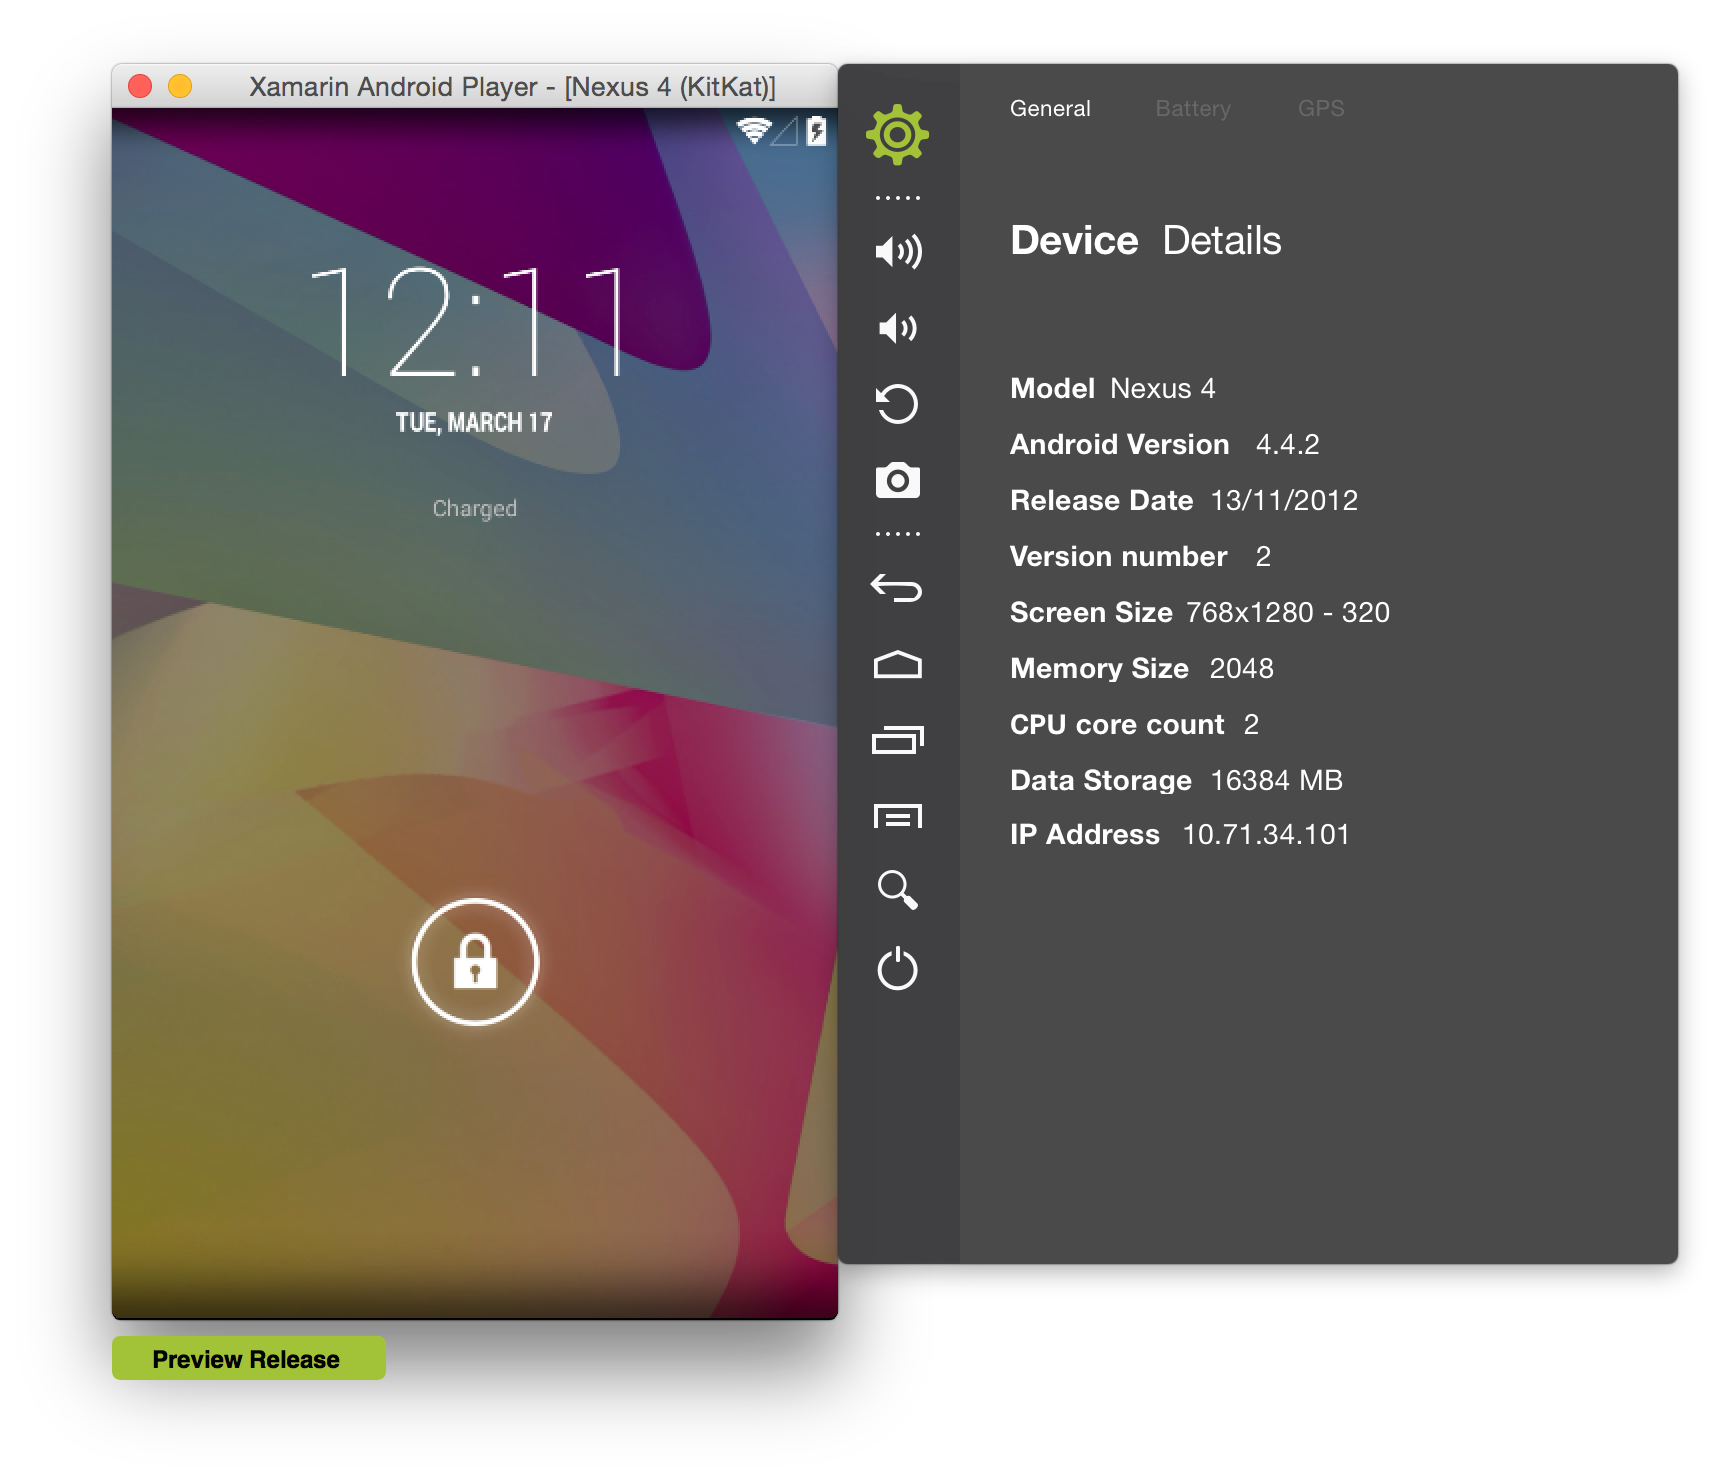 Xamarin Android Player - [Nexus 4 (KitKat)]
12:11
TUE, MARCH 17
Charged
Preview Release
General Battery GPS
Device Details
Model Nexus 4
Android Version 4.4.2
Release Date 13/11/2012
Version number 2
Screen Size 768x1280 - 320
Memory Size 2048
CPU core count 2
Data Storage 16384 MB
IP Address 10.71.34.101